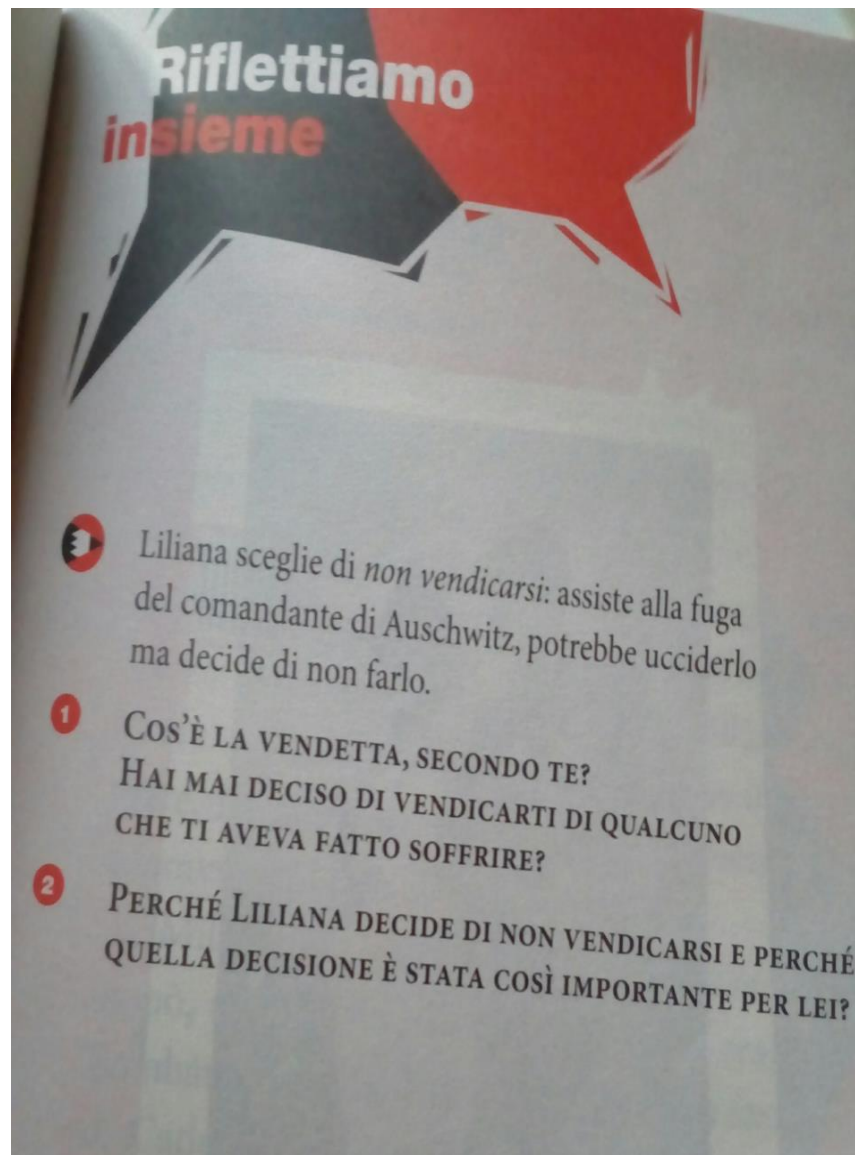 Riflettiamo
insieme
Liliana sceglie di non vendicarsi: assiste alla fuga
del comandante di Auschwitz, potrebbe ucciderlo
ma decide di non farlo.
1 COS'È LA VENDETTA, SECONDO TE?
HAI MAI DECISO DI VENDICARTI DI QUALCUNO
CHE TI AVEVA FATTO SOFFRIRE?
2 PERCHÉ LILIANA DECIDE DI NON VENDICARSI E PERCHÉ
QUELLA DECISIONE È STATA COSÌ IMPORTANTE PER LEI?